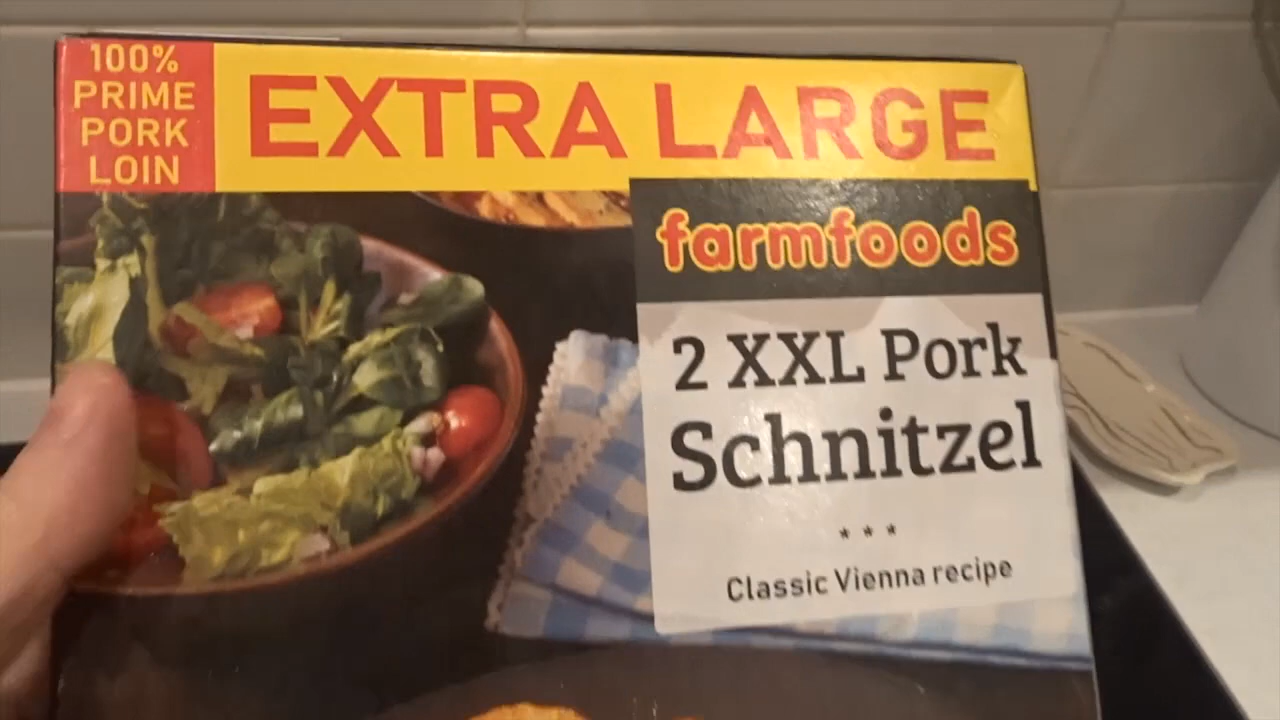 100%
PRIME
PORK
LOIN
EXTRA LARGE
farmfoods
2 XXL Pork
Schnitzel
***
Classic Vienna recipe